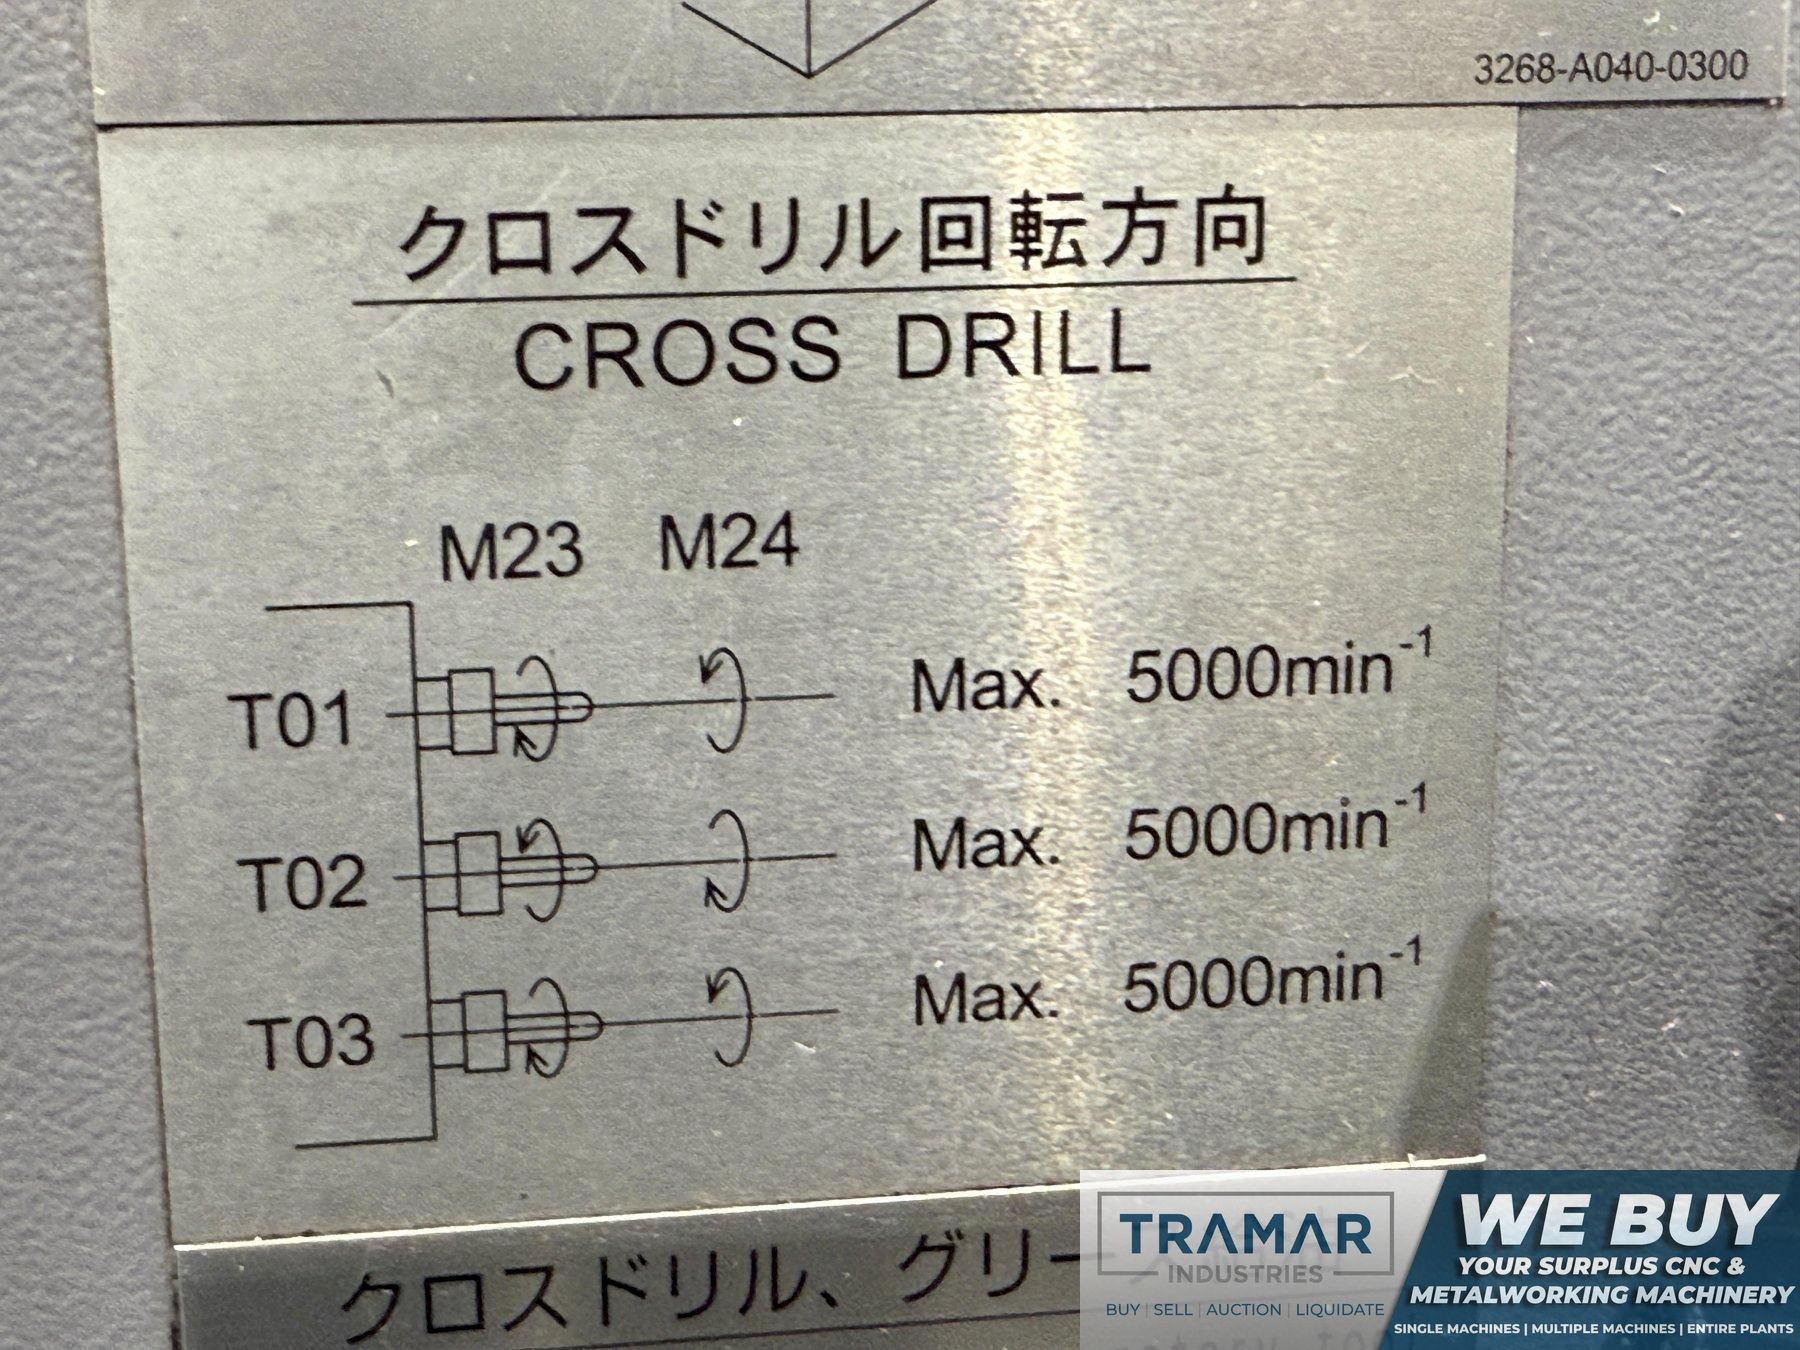 3268-A040-0300
クロスドリル回転方向
CROSS DRILL
M23 M24
T01 Max. 5000min⁻¹
T02 Max. 5000min⁻¹
T03 Max. 5000min⁻¹
クロスドリル、グリー
TRAMAR
INDUSTRIES
BUY | SELL | AUCTION | LIQUIDATE
WE BUY
YOUR SURPLUS CNC &
METALWORKING MACHINERY
SINGLE MACHINES | MULTIPLE MACHINES | ENTIRE PLANTS